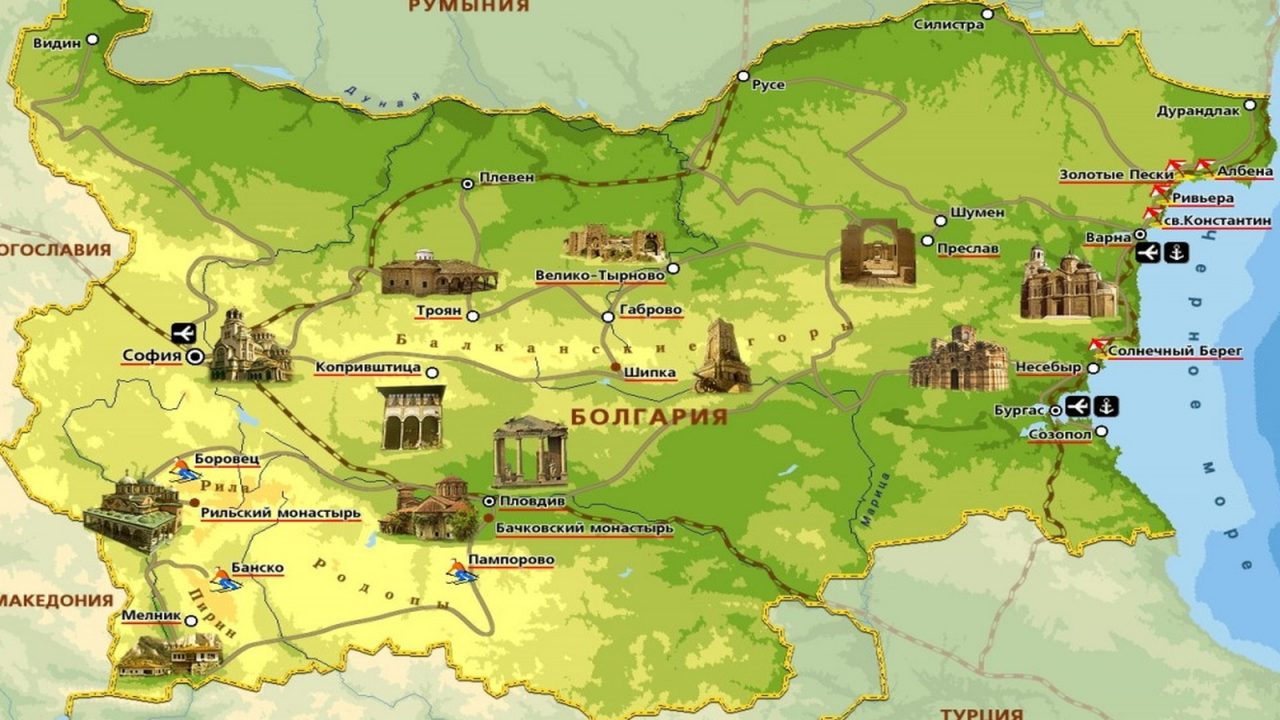 РУМЫНИЯ
Силистра
Видин
Русе
Дунай
Дурандлак
Плевен
Золотые Пески
Албена
Ривьера
Шумен
св.Константин
Варна
Преслав
ОГОСЛАВИЯ
Велико-Тырново
Троян
Габрово
Черное море
Балканские горы
София
Солнечный Берег
Копривштица
Шипка
Несебыр
БОЛГАРИЯ
Бургас
Созопол
Боровец
Рила
Марица
Пловдив
Рильский монастырь
Бачковский монастырь
Пампорово
Банско
Родопы
МАКЕДОНИЯ
Пирин
Мелник
ТУРЦИЯ